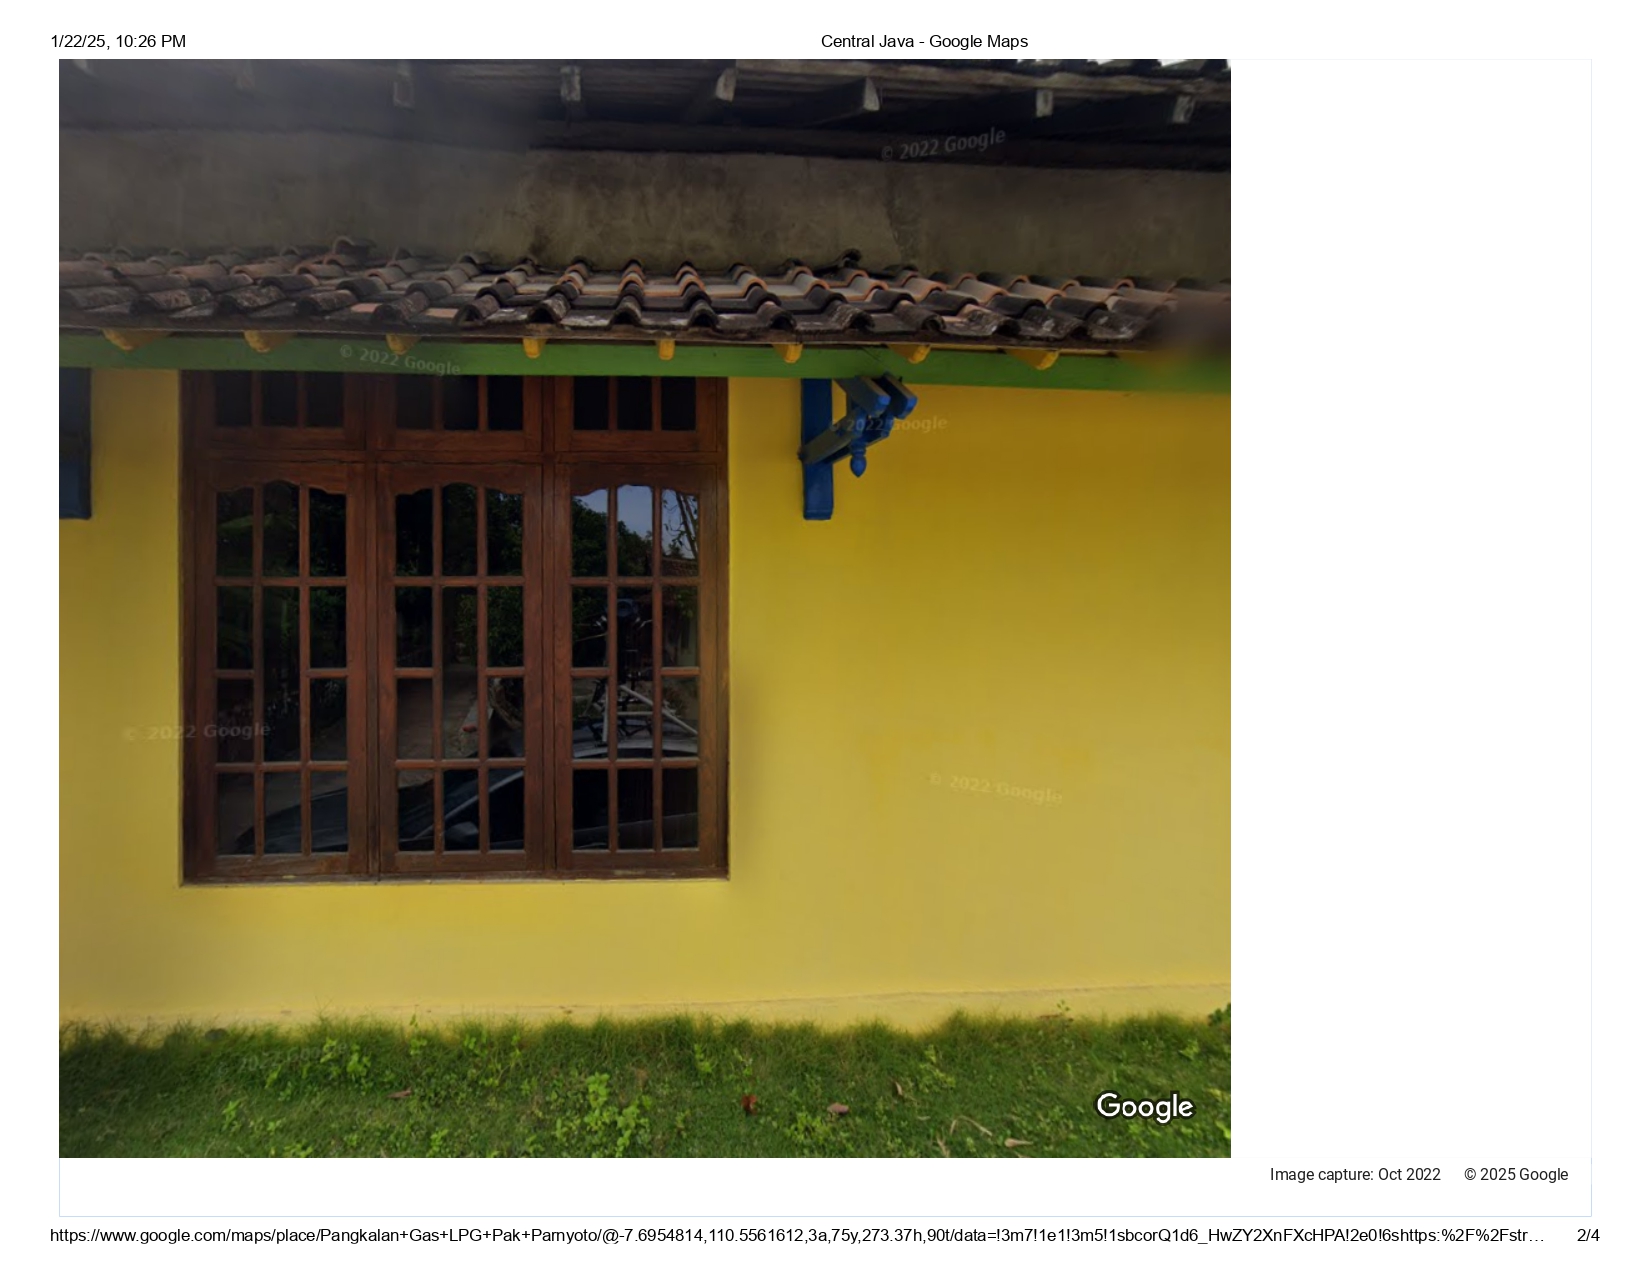 1/22/25, 10:26 PM
Central Java - Google Maps
© 2022 Google
© 2022 Google
© 2022 Google
© 2022 Google
© 2022 Google
2022 Google
Google
Image capture: Oct 2022 © 2025 Google
https://www.google.com/maps/place/Pangkalan+Gas+LPG+Pak+Parnyoto/@-7.6954814,110.5561612,3a,75y,273.37h,90t/data=!3m7!1e1!3m5!1sbcorQ1d6_HwZY2XnFXcHPA!2e0!6shttps:%2F%2Fstr…
2/4